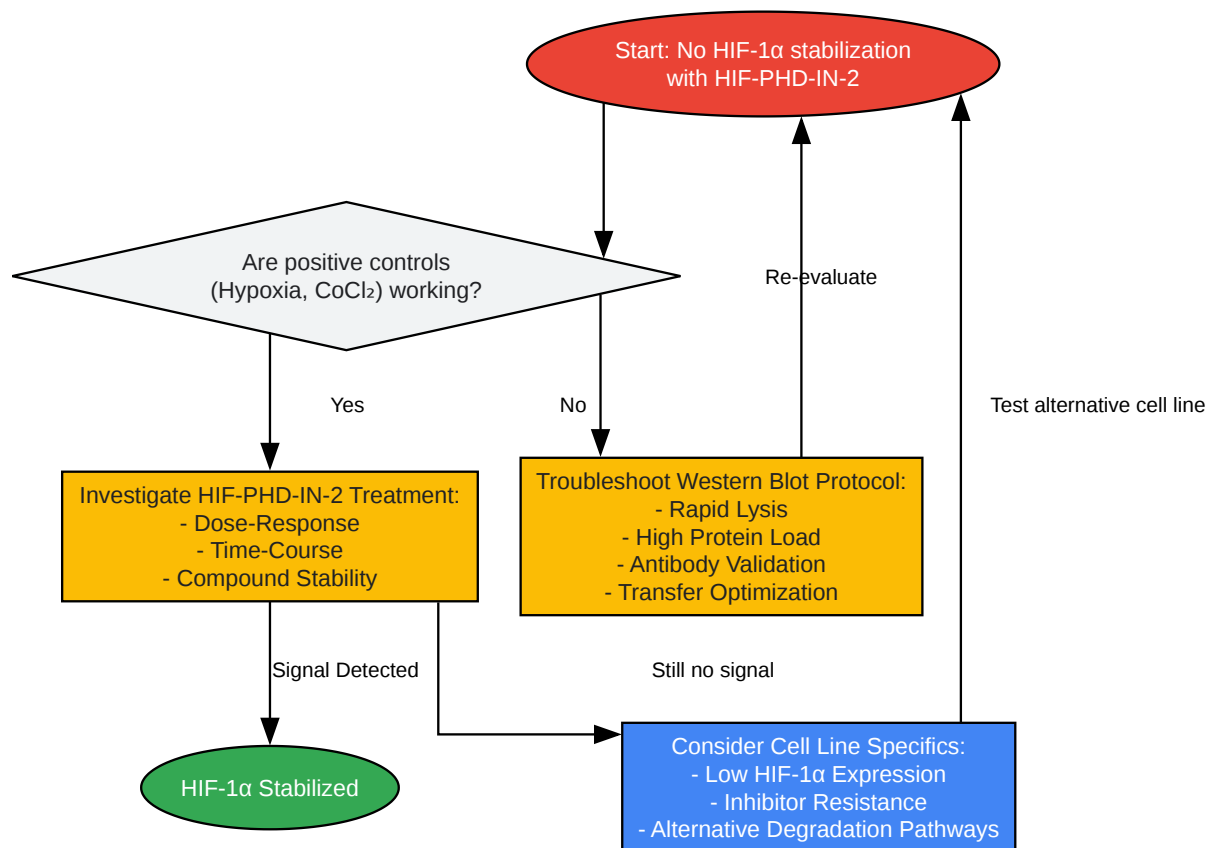 Start: No HIF-1α stabilization
with HIF-PHD-IN-2
Are positive controls
(Hypoxia, CoCl₂) working?
Re-evaluate
Yes
No
Test alternative cell line
Investigate HIF-PHD-IN-2 Treatment:
- Dose-Response
- Time-Course
- Compound Stability
Troubleshoot Western Blot Protocol:
- Rapid Lysis
- High Protein Load
- Antibody Validation
- Transfer Optimization
Signal Detected
Still no signal
HIF-1α Stabilized
Consider Cell Line Specifics:
- Low HIF-1α Expression
- Inhibitor Resistance
- Alternative Degradation Pathways